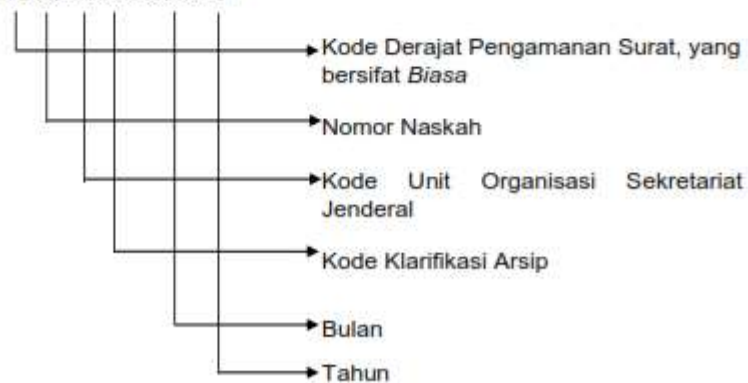 Kode Derajat Pengamanan Surat, yang
bersifat Biasa
Nomor Naskah
Kode Unit Organisasi Sekretariat
Jenderal
Kode Klarifikasi Arsip
Bulan
Tahun